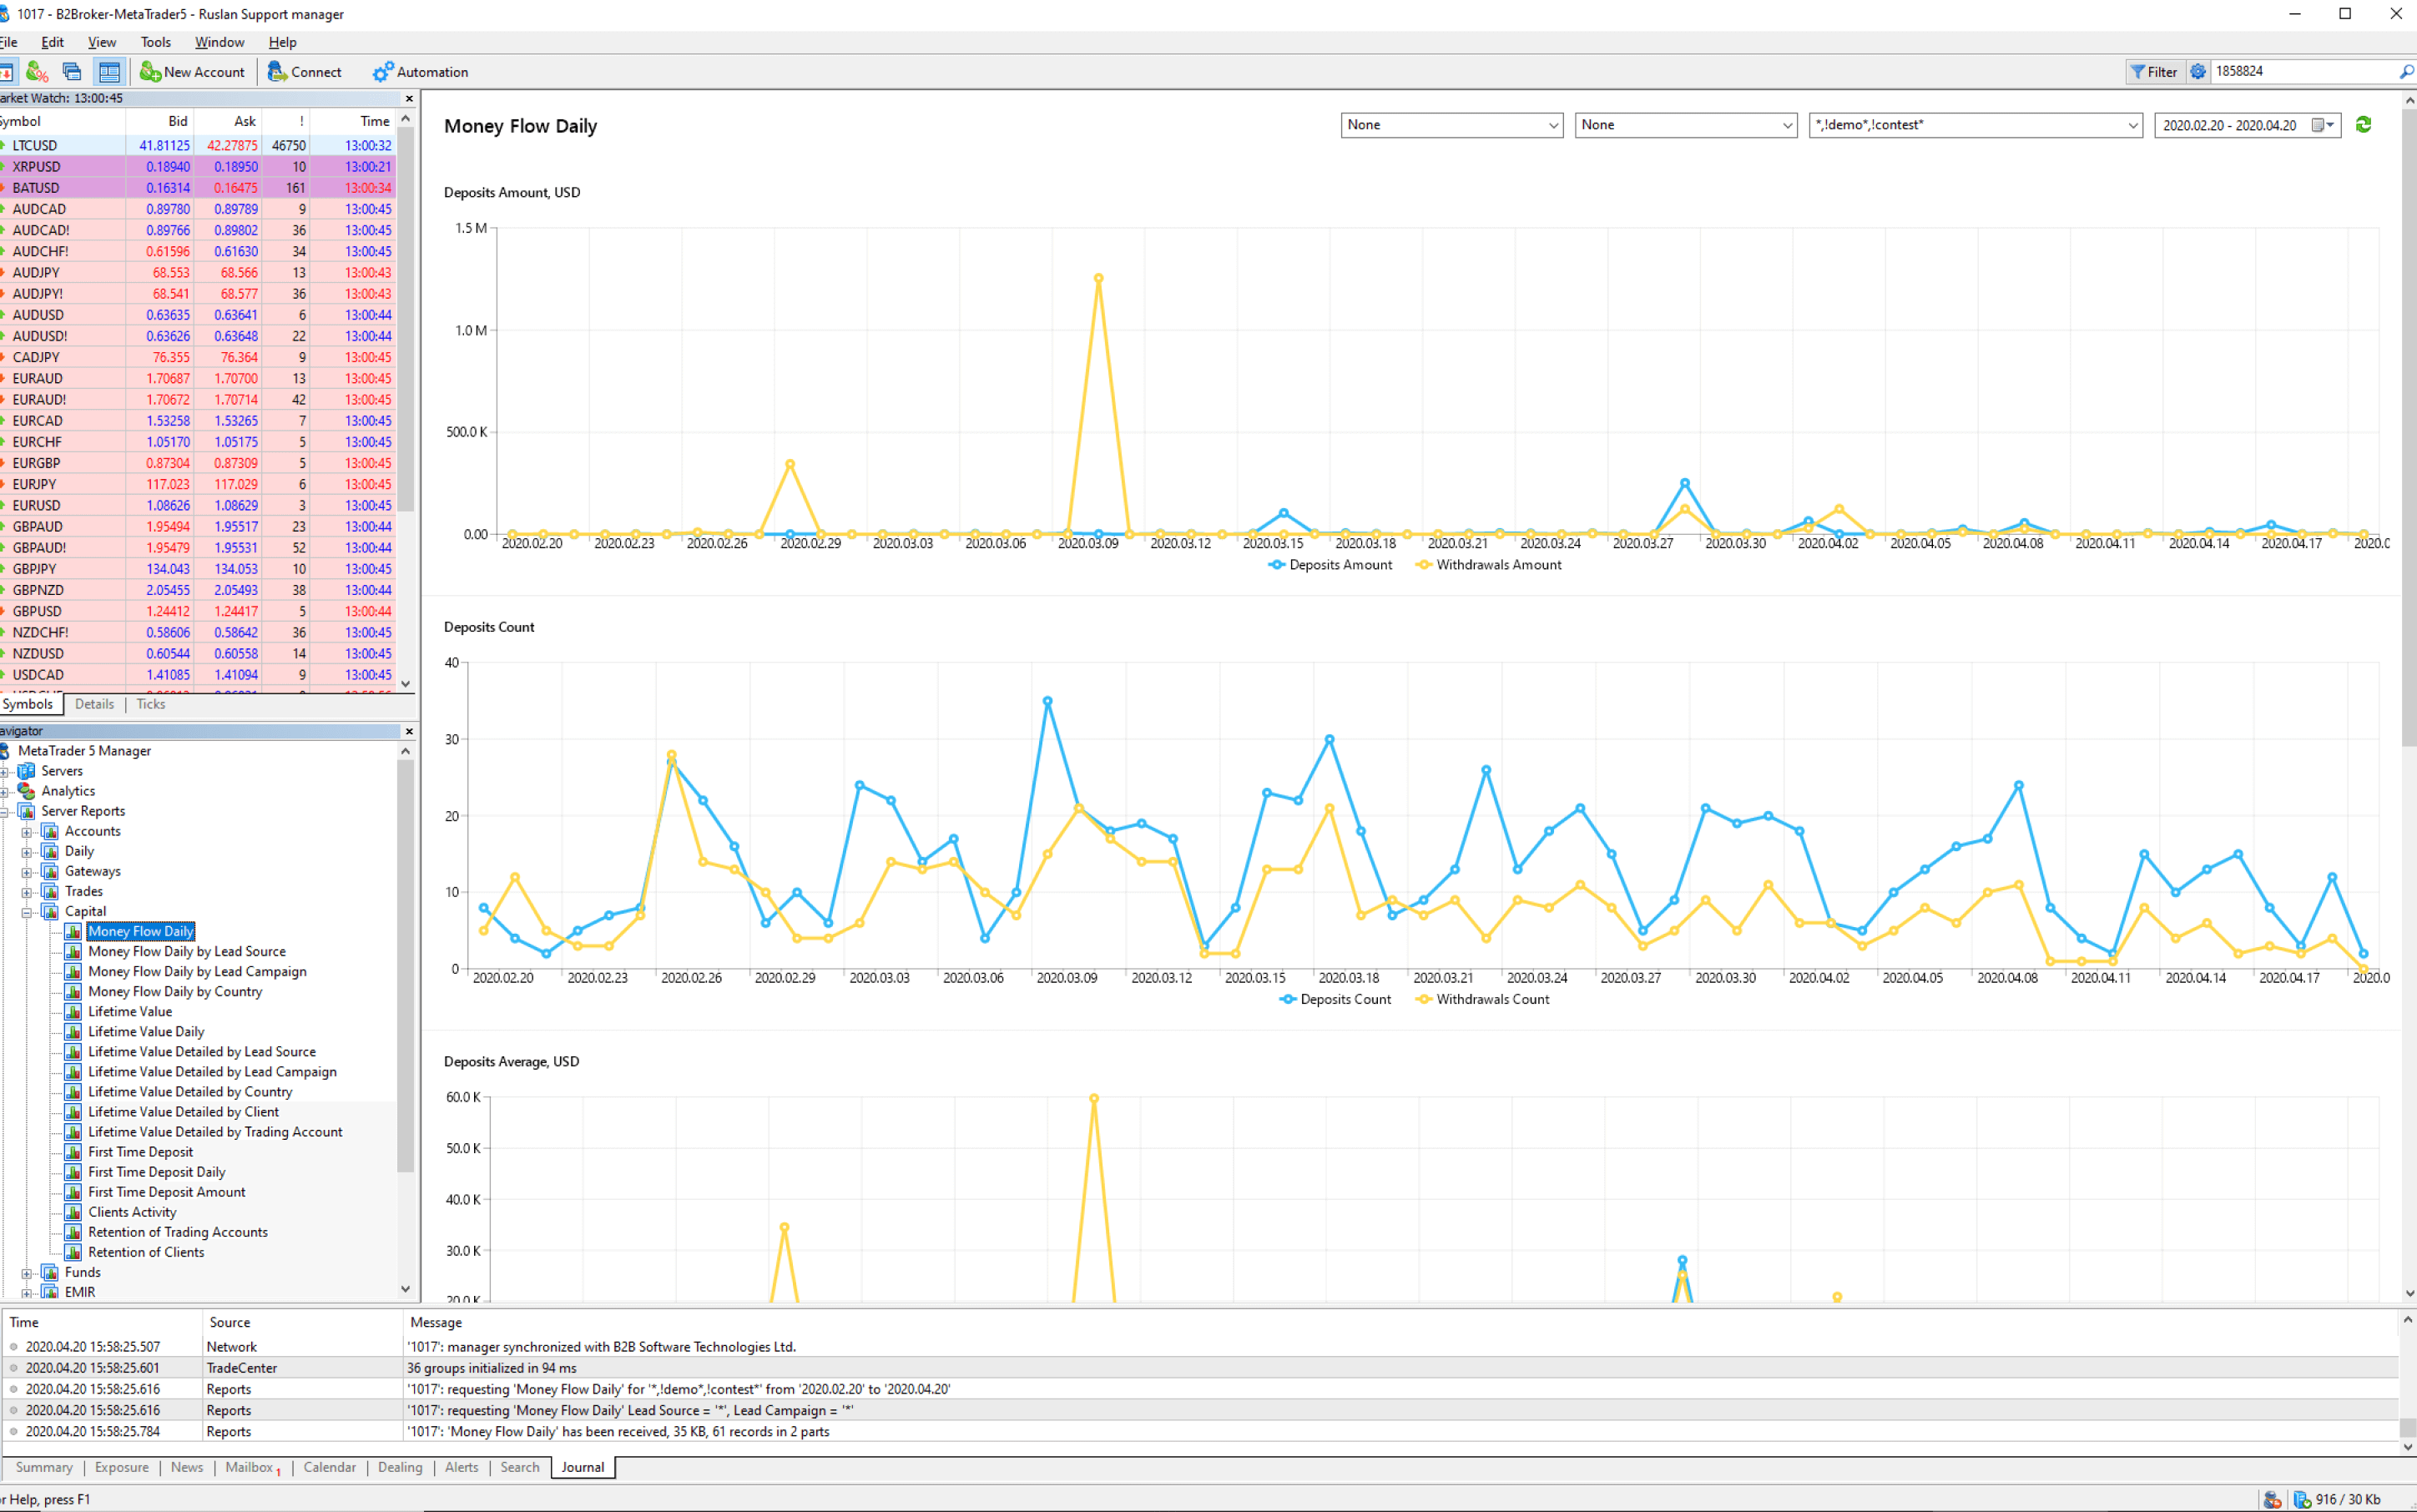 1017 - B2Broker-MetaTrader5 - Ruslan Support manager
File Edit View Tools Window Help
New Account Connect Automation Filter 1858824
arket Watch: 13:00:45
Symbol Bid Ask ! Time
LTCUSD 41.81125 42.27875 46750 13:00:32
XRPUSD 0.18940 0.18950 10 13:00:21
BATUSD 0.16314 0.16475 161 13:00:34
AUDCAD 0.89780 0.89789 9 13:00:45
AUDCAD! 0.89766 0.89802 36 13:00:45
AUDCHF! 0.61596 0.61630 34 13:00:45
AUDJPY 68.553 68.566 13 13:00:43
AUDJPY! 68.541 68.577 36 13:00:43
AUDUSD 0.63635 0.63641 6 13:00:44
AUDUSD! 0.63626 0.63648 22 13:00:44
CADJPY 76.355 76.364 9 13:00:45
EURAUD 1.70687 1.70700 13 13:00:45
EURAUD! 1.70672 1.70714 42 13:00:45
EURCAD 1.53258 1.53265 7 13:00:45
EURCHF 1.05170 1.05175 5 13:00:45
EURGBP 0.87304 0.87309 5 13:00:45
EURJPY 117.023 117.029 6 13:00:45
EURUSD 1.08626 1.08629 3 13:00:45
GBPAUD 1.95494 1.95517 23 13:00:44
GBPAUD! 1.95479 1.95531 52 13:00:44
GBPJPY 134.043 134.053 10 13:00:45
GBPNZD 2.05455 2.05493 38 13:00:44
GBPUSD 1.24412 1.24417 5 13:00:44
NZDCHF! 0.58606 0.58642 36 13:00:45
NZDUSD 0.60544 0.60558 14 13:00:45
USDCAD 1.41085 1.41094 9 13:00:45
Symbols Details Ticks
avigator
MetaTrader 5 Manager
Servers
Analytics
Server Reports
Accounts
Daily
Gateways
Trades
Capital
Money Flow Daily
Money Flow Daily by Lead Source
Money Flow Daily by Lead Campaign
Money Flow Daily by Country
Lifetime Value
Lifetime Value Daily
Lifetime Value Detailed by Lead Source
Lifetime Value Detailed by Lead Campaign
Lifetime Value Detailed by Country
Lifetime Value Detailed by Client
Lifetime Value Detailed by Trading Account
First Time Deposit
First Time Deposit Daily
First Time Deposit Amount
Clients Activity
Retention of Trading Accounts
Retention of Clients
Funds
EMIR
Money Flow Daily None None *,!demo*,!contest* 2020.02.20 - 2020.04.20
Deposits Amount, USD
1.5 M
1.0 M
500.0 K
0.00
2020.02.20 2020.02.23 2020.02.26 2020.02.29 2020.03.03 2020.03.06 2020.03.09 2020.03.12 2020.03.15 2020.03.18 2020.03.21 2020.03.24 2020.03.27 2020.03.30 2020.04.02 2020.04.05 2020.04.08 2020.04.11 2020.04.14 2020.04.17 2020.0
Deposits Amount Withdrawals Amount
Deposits Count
40
30
20
10
0
2020.02.20 2020.02.23 2020.02.26 2020.02.29 2020.03.03 2020.03.06 2020.03.09 2020.03.12 2020.03.15 2020.03.18 2020.03.21 2020.03.24 2020.03.27 2020.03.30 2020.04.02 2020.04.05 2020.04.08 2020.04.11 2020.04.14 2020.04.17 2020.0
Deposits Count Withdrawals Count
Deposits Average, USD
60.0 K
50.0 K
40.0 K
30.0 K
20.0 K
Time Source Message
2020.04.20 15:58:25.507 Network '1017': manager synchronized with B2B Software Technologies Ltd.
2020.04.20 15:58:25.601 TradeCenter 36 groups initialized in 94 ms
2020.04.20 15:58:25.616 Reports '1017': requesting 'Money Flow Daily' for '*,!demo*,!contest*' from '2020.02.20' to '2020.04.20'
2020.04.20 15:58:25.616 Reports '1017': requesting 'Money Flow Daily' Lead Source = '*', Lead Campaign = '*'
2020.04.20 15:58:25.784 Reports '1017': 'Money Flow Daily' has been received, 35 KB, 61 records in 2 parts
Summary Exposure News Mailbox 1 Calendar Dealing Alerts Search Journal
or Help, press F1 916 / 30 Kb